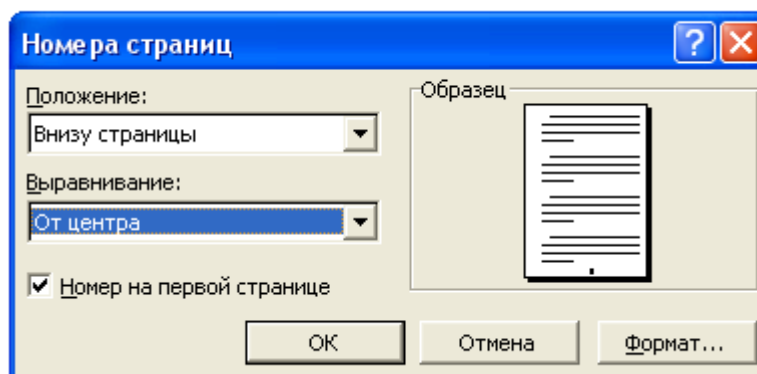 Номера страниц
Положение:
Образец
Внизу страницы
Выравнивание:
От центра
Номер на первой странице
ОК
Отмена
Формат...